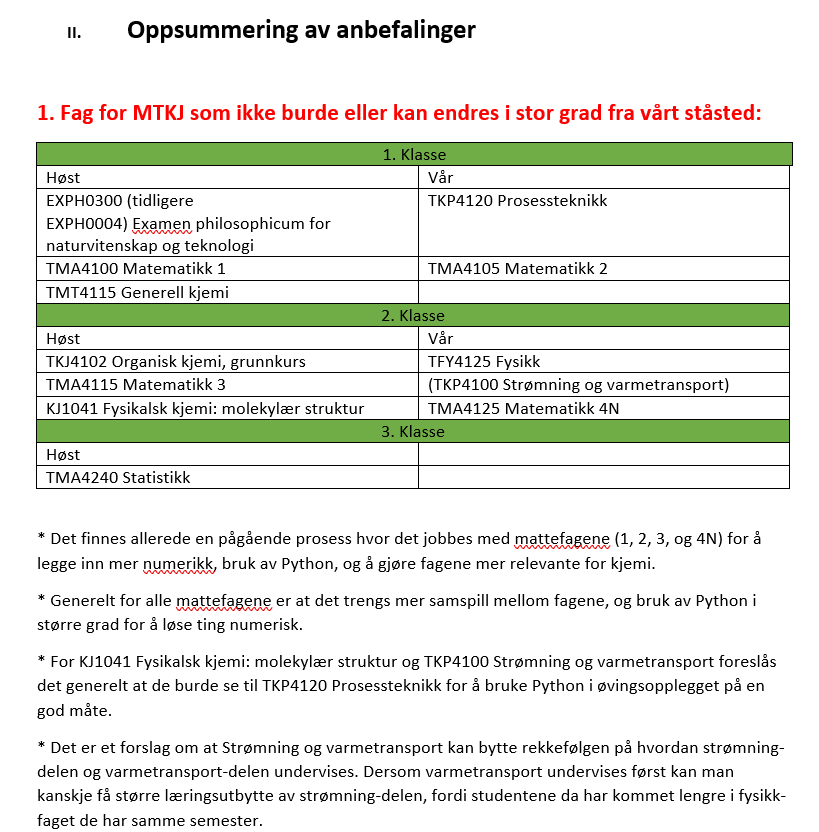 II. Oppsummering av anbefalinger
1. Fag for MTKJ som ikke burde eller kan endres i stor grad fra vårt ståsted:
1. Klasse
Høst Vår
EXPH0300 (tidligere TKP4120 Prosessteknikk
EXPH0004) Examen philosophicum for
naturvitenskap og teknologi
TMA4100 Matematikk 1 TMA4105 Matematikk 2
TMT4115 Generell kjemi
2. Klasse
Høst Vår
TKJ4102 Organisk kjemi, grunnkurs TFY4125 Fysikk
TMA4115 Matematikk 3 (TKP4100 Strømning og varmetransport)
KJ1041 Fysikalsk kjemi: molekylær struktur TMA4125 Matematikk 4N
3. Klasse
Høst
TMA4240 Statistikk
* Det finnes allerede en pågående prosess hvor det jobbes med mattefagene (1, 2, 3, og 4N) for å
legge inn mer numerikk, bruk av Python, og å gjøre fagene mer relevante for kjemi.
* Generelt for alle mattefagene er at det trengs mer samspill mellom fagene, og bruk av Python i
større grad for å løse ting numerisk.
* For KJ1041 Fysikalsk kjemi: molekylær struktur og TKP4100 Strømning og varmetransport foreslås
det generelt at de burde se til TKP4120 Prosessteknikk for å bruke Python i øvingsopplegget på en
god måte.
* Det er et forslag om at Strømning og varmetransport kan bytte rekkefølgen på hvordan strømning-
delen og varmetransport-delen undervises. Dersom varmetransport undervises først kan man
kanskje få større læringsutbytte av strømning-delen, fordi studentene da har kommet lengre i fysikk-
faget de har samme semester.